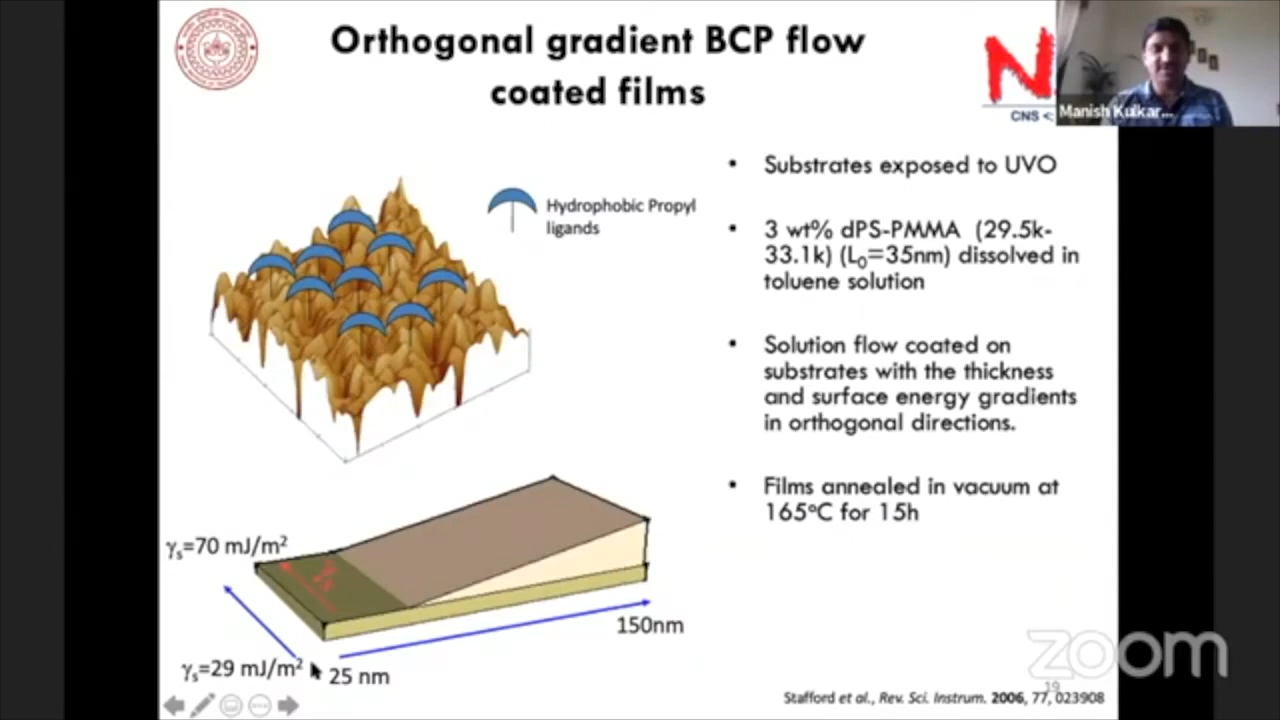 Orthogonal gradient BCP flow
coated films
CNS <
Manish Kulkar...
Hydrophobic Propyl
ligands
• Substrates exposed to UVO
• 3 wt% dPS-PMMA (29.5k-
33.1k) (L₀=35nm) dissolved in
toluene solution
• Solution flow coated on
substrates with the thickness
and surface energy gradients
in orthogonal directions.
• Films annealed in vacuum at
165°C for 15h
γₛ=70 mJ/m²
γₛ
150nm
γₛ=29 mJ/m²
25 nm
zoom
19
Stafford et al., Rev. Sci. Instrum. 2006, 77, 023908